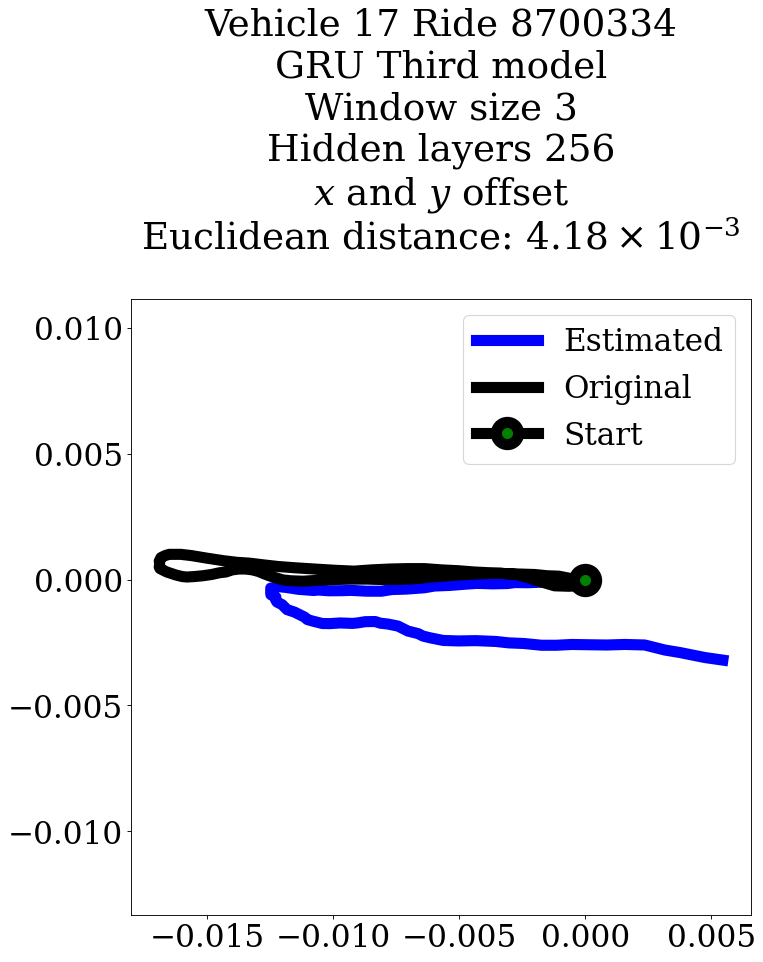 Vehicle 17 Ride 8700334
GRU Third model
Window size 3
Hidden layers 256
x and y offset
Euclidean distance: 4.18 × 10⁻³
Estimated
Original
Start
0.010
0.005
0.000
−0.005
−0.010
−0.015 −0.010 −0.005 0.000 0.005